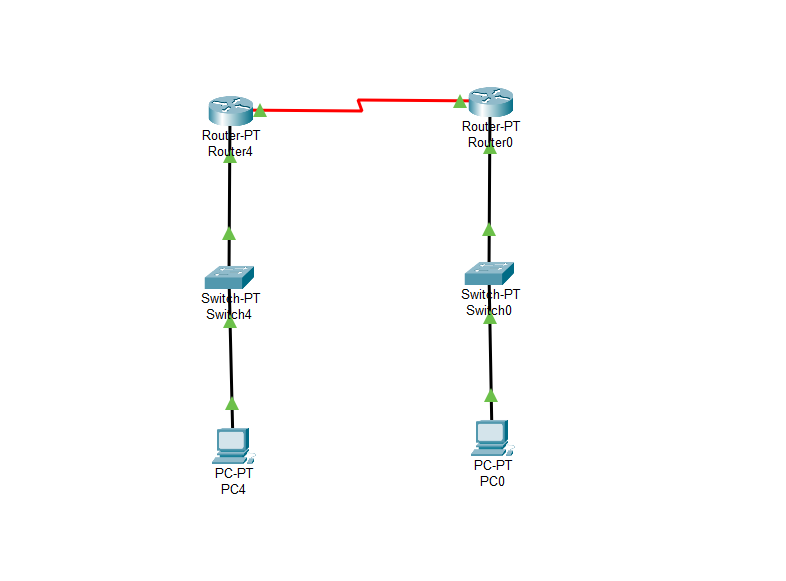 Router-PT
Router4
Router-PT
Router0
Switch-PT
Switch4
Switch-PT
Switch0
PC-PT
PC4
PC-PT
PC0